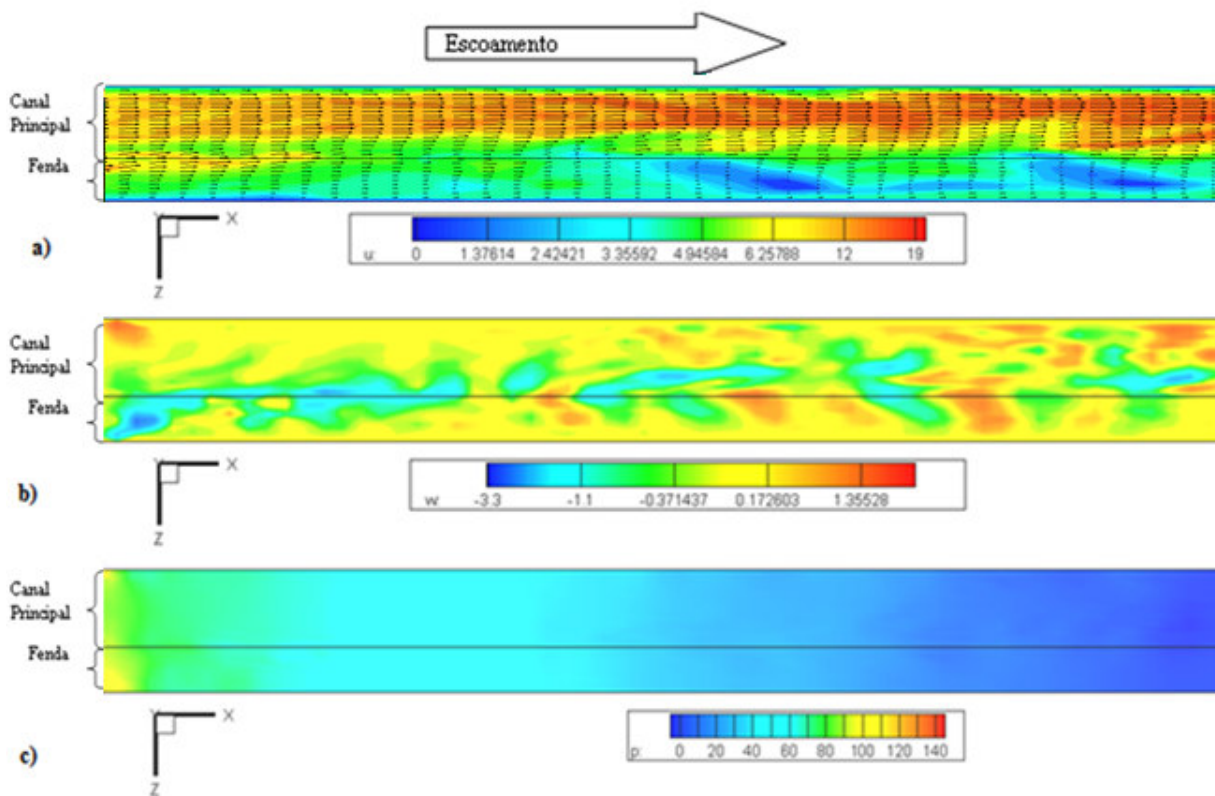 Escoamento
Canal
Principal
Fenda
X
Z
a)
u: 0 1.37614 2.42421 3.35592 4.94584 6.25788 12 19
Canal
Principal
Fenda
X
Z
b)
w: -3.3 -1.1 -0.371437 0.172603 1.35528
Canal
Principal
Fenda
X
Z
c)
p: 0 20 40 60 80 100 120 140